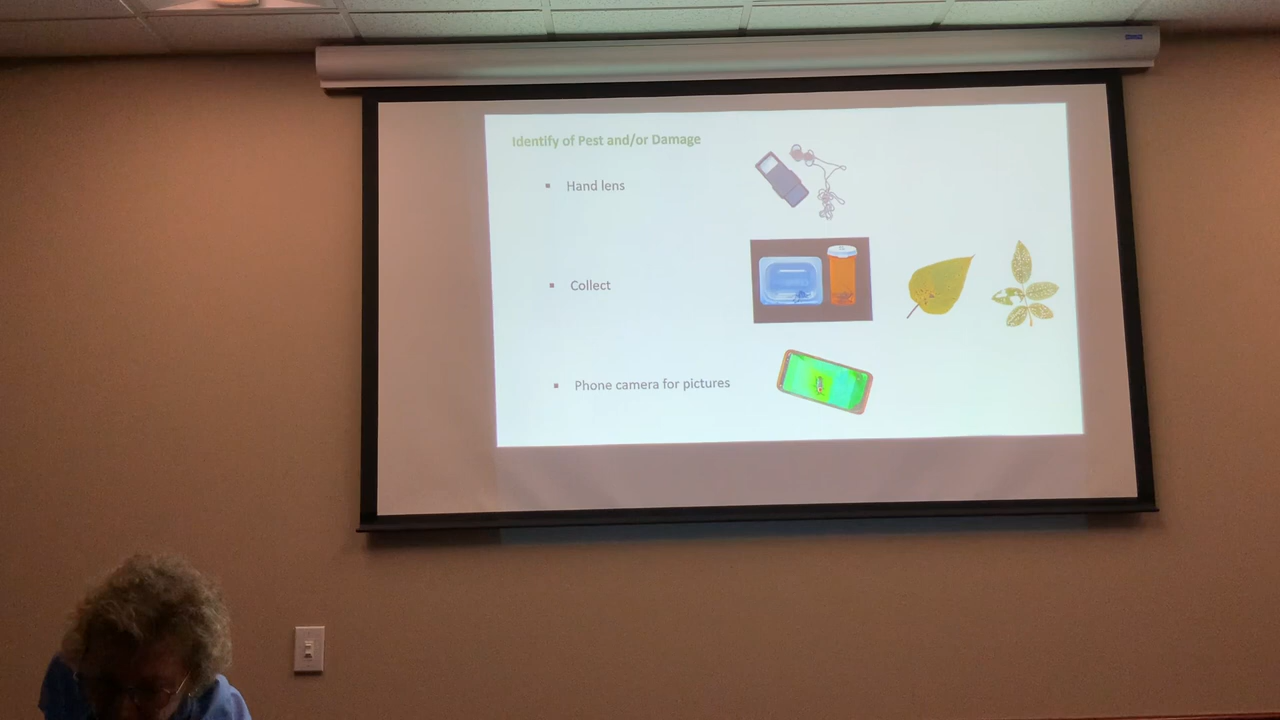 Identify of Pest and/or Damage
▪ Hand lens
▪ Collect
▪ Phone camera for pictures